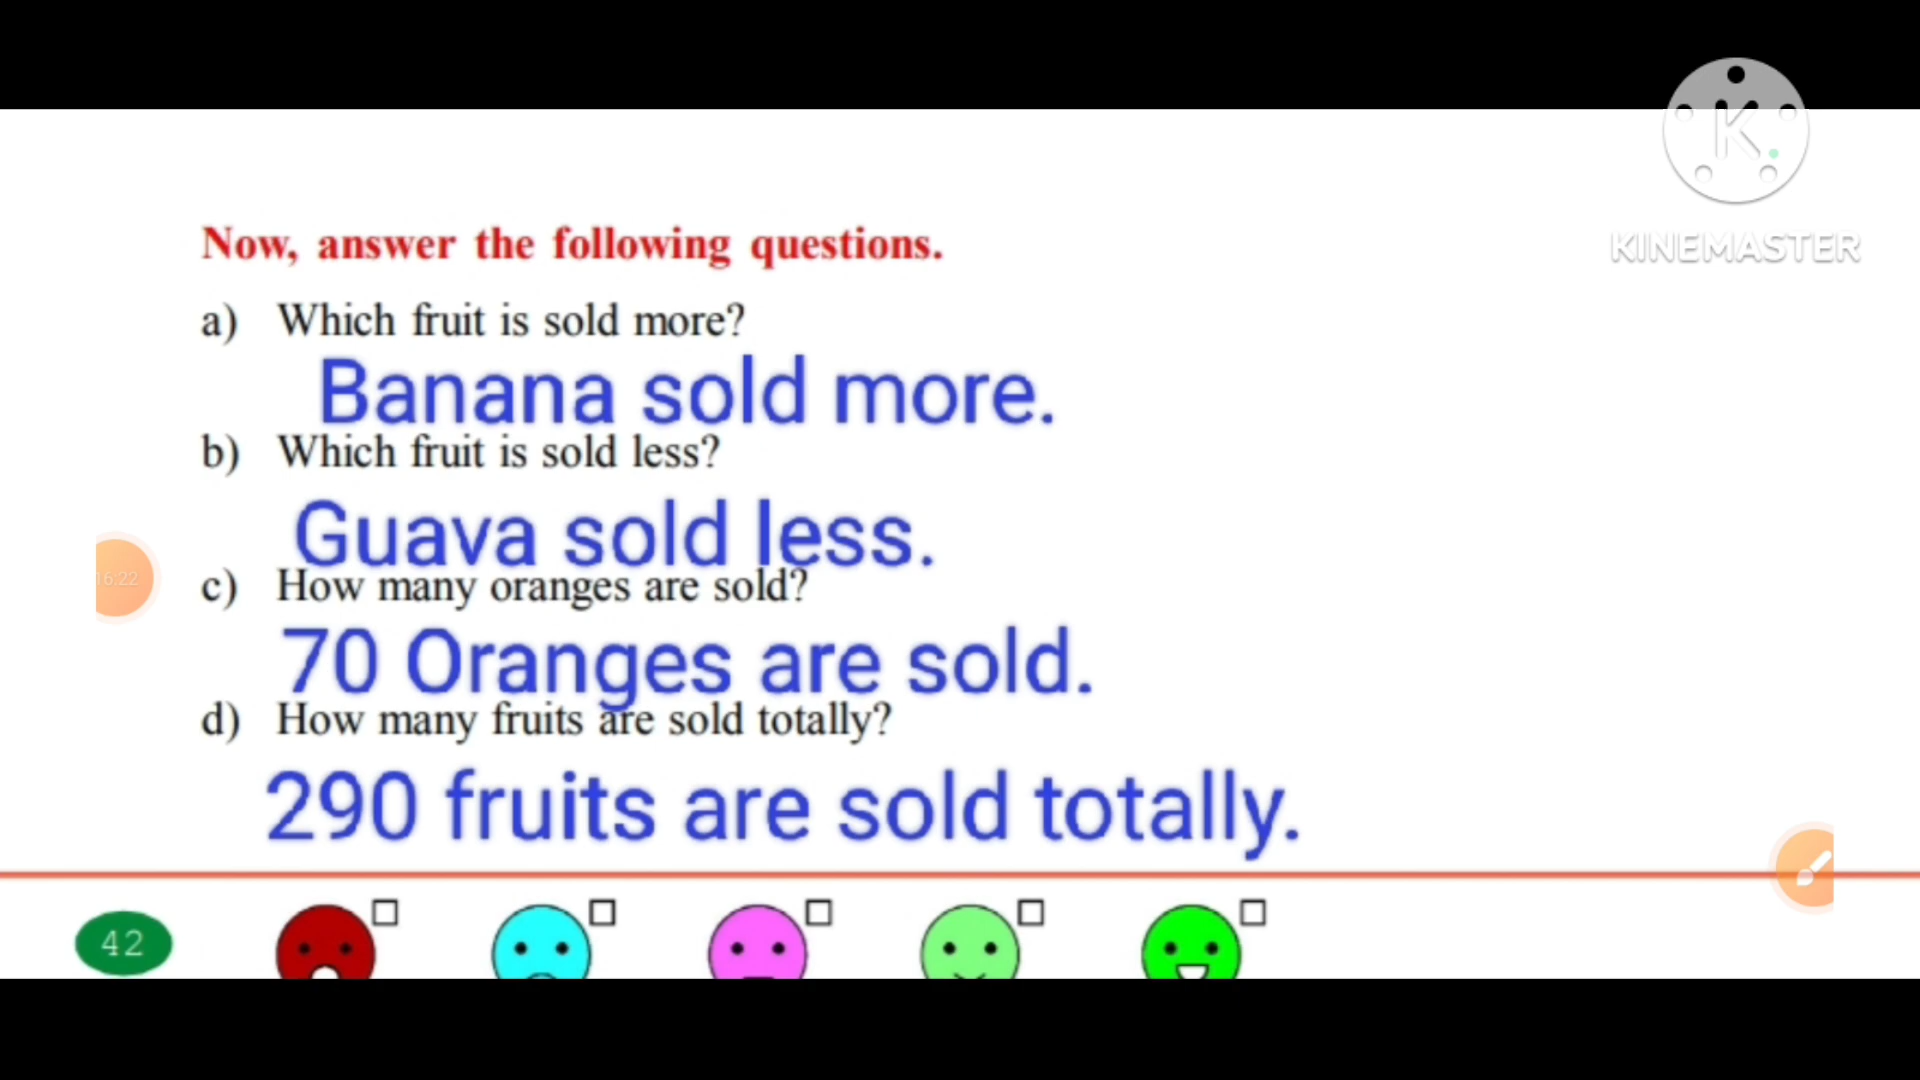 K
KINEMASTER
Now, answer the following questions.
a) Which fruit is sold more?
Banana sold more.
b) Which fruit is sold less?
Guava sold less.
16:22
c) How many oranges are sold?
70 Oranges are sold.
d) How many fruits are sold totally?
290 fruits are sold totally.
42